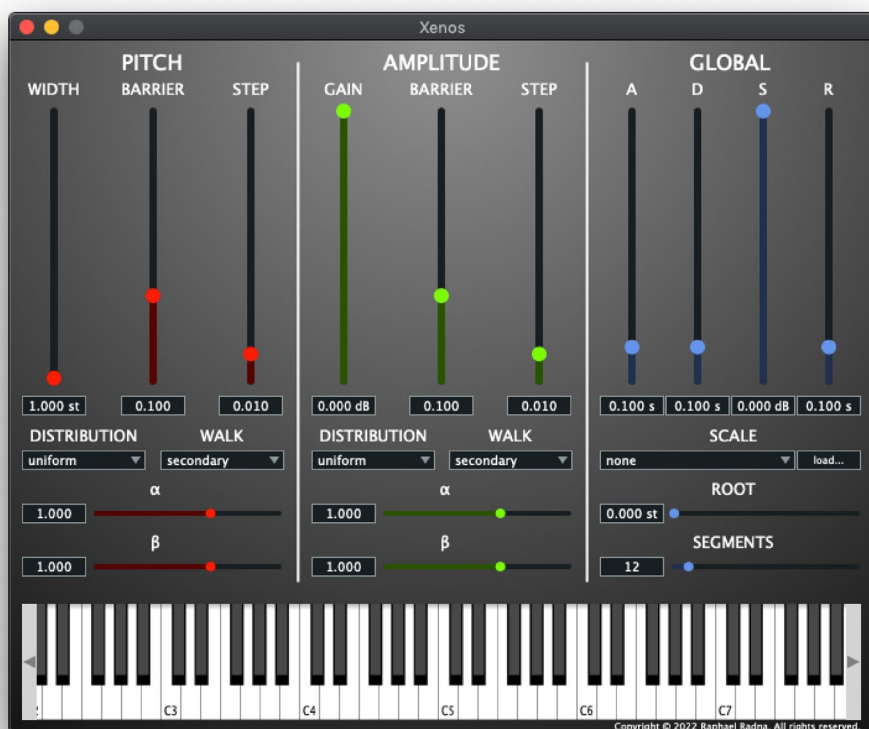 Xenos
PITCH AMPLITUDE GLOBAL
WIDTH BARRIER STEP GAIN BARRIER STEP A D S R
1.000 st 0.100 0.010 0.000 dB 0.100 0.010 0.100 s 0.100 s 0.000 dB 0.100 s
DISTRIBUTION WALK DISTRIBUTION WALK SCALE
uniform secondary uniform secondary none load...
α α ROOT
1.000 1.000 0.000 st
β β SEGMENTS
1.000 1.000 12
C3 C4 C5 C6 C7
Copyright © 2022 Raphael Radna. All rights reserved.